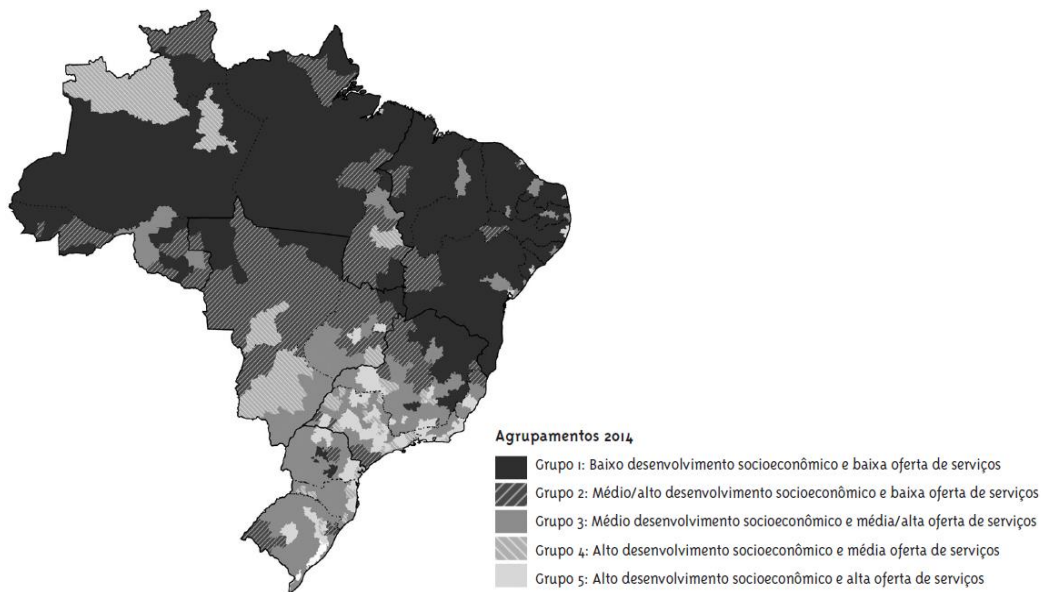 Agrupamentos 2014
Grupo 1: Baixo desenvolvimento socioeconômico e baixa oferta de serviços
Grupo 2: Médio/alto desenvolvimento socioeconômico e baixa oferta de serviços
Grupo 3: Médio desenvolvimento socioeconômico e média/alta oferta de serviços
Grupo 4: Alto desenvolvimento socioeconômico e média oferta de serviços
Grupo 5: Alto desenvolvimento socioeconômico e alta oferta de serviços